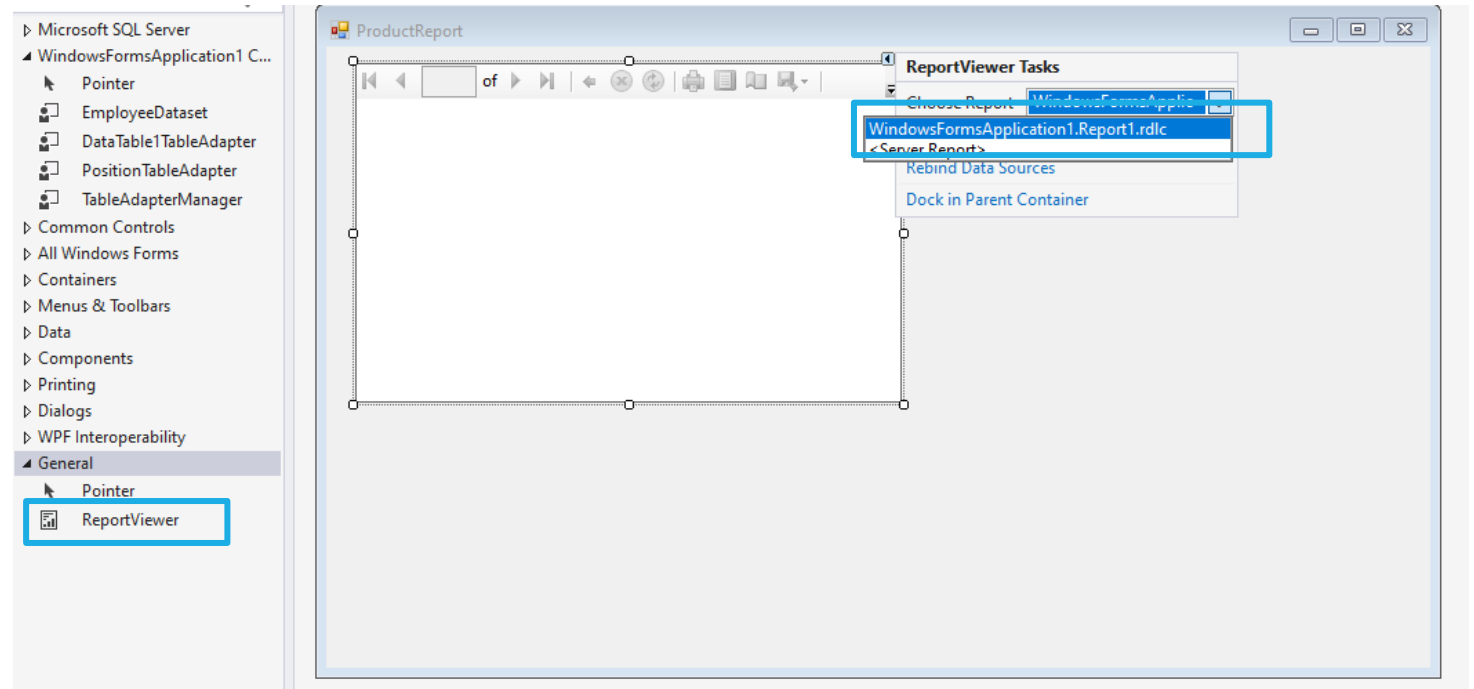 Microsoft SQL Server
WindowsFormsApplication1 C...
Pointer
EmployeeDataset
DataTable1TableAdapter
PositionTableAdapter
TableAdapterManager
Common Controls
All Windows Forms
Containers
Menus & Toolbars
Data
Components
Printing
Dialogs
WPF Interoperability
General
Pointer
ReportViewer
ProductReport
of
ReportViewer Tasks
Choose Report WindowsFormsApplic
WindowsFormsApplication1.Report1.rdlc
<Server Report>
Rebind Data Sources
Dock in Parent Container